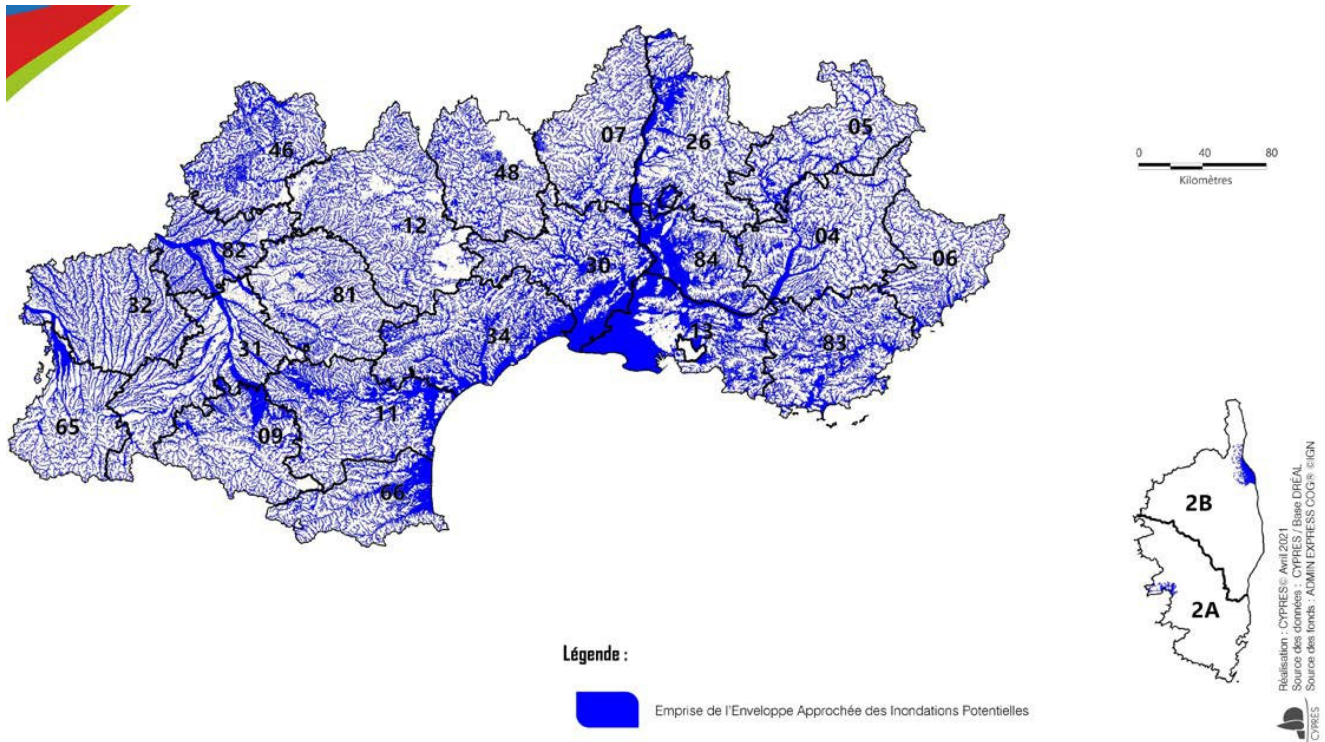 07
05
26
46
48
0 40 80
Kilomètres
12
04
82
84
06
30
32
81
34
13
83
31
11
65
09
66
2B
2A
Légende :
Emprise de l'Enveloppe Approchée des Inondations Potentielles
Réalisation : CYPRES© Avril 2021
Source des données : CYPRES / Base DREAL
Source des fonds : ADMIN EXPRESS COG® ©IGN
CYPRES